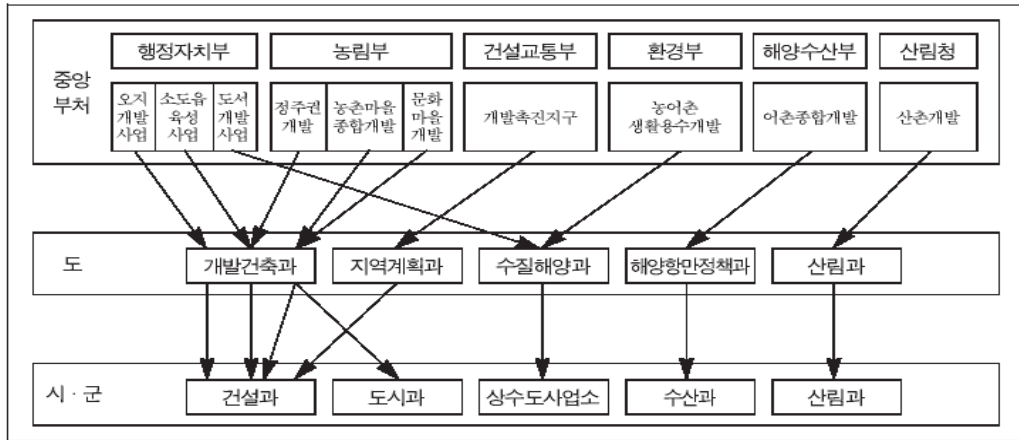 행정자치부 농림부 건설교통부 환경부 해양수산부 산림청
중앙
부처
오지
개발
사업
소도읍
육성
사업
도서
개발
사업
정주권
개발
농촌마을
종합개발
문화
마을
개발
개발촉진지구
농어촌
생활용수개발
어촌종합개발
산촌개발
도
개발건축과 지역계획과 수질해양과 해양항만정책과 산림과
시·군
건설과 도시과 상수도사업소 수산과 산림과